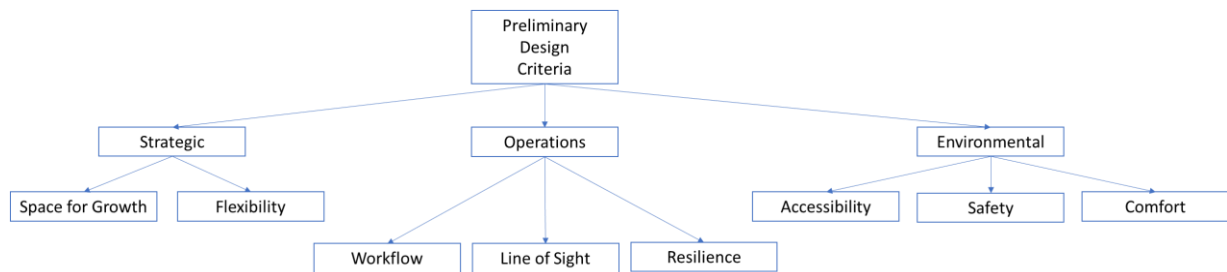 Preliminary
Design
Criteria
Strategic
Operations
Environmental
Space for Growth
Flexibility
Accessibility
Safety
Comfort
Workflow
Line of Sight
Resilience